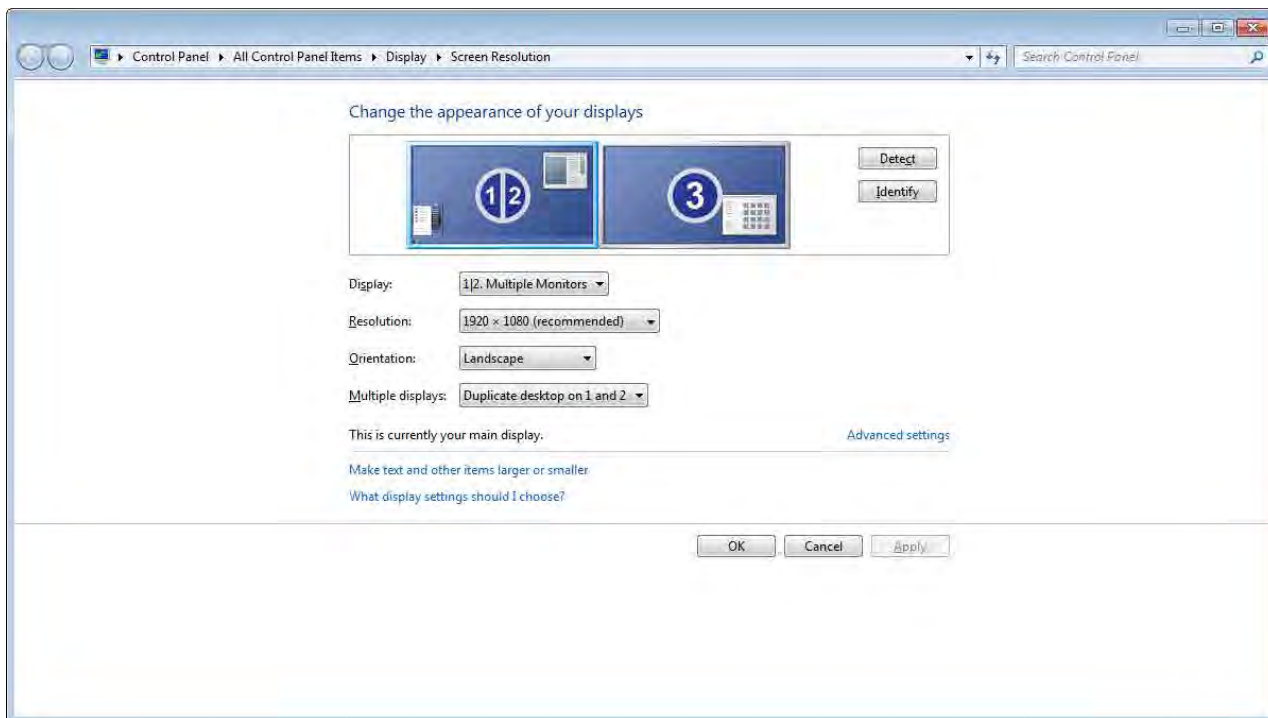 Control Panel ▸ All Control Panel Items ▸ Display ▸ Screen Resolution
Search Control Panel
Change the appearance of your displays
1|2
3
Detect
Identify
Display: 1|2. Multiple Monitors
Resolution: 1920 × 1080 (recommended)
Orientation: Landscape
Multiple displays: Duplicate desktop on 1 and 2
This is currently your main display. Advanced settings
Make text and other items larger or smaller
What display settings should I choose?
OK Cancel Apply